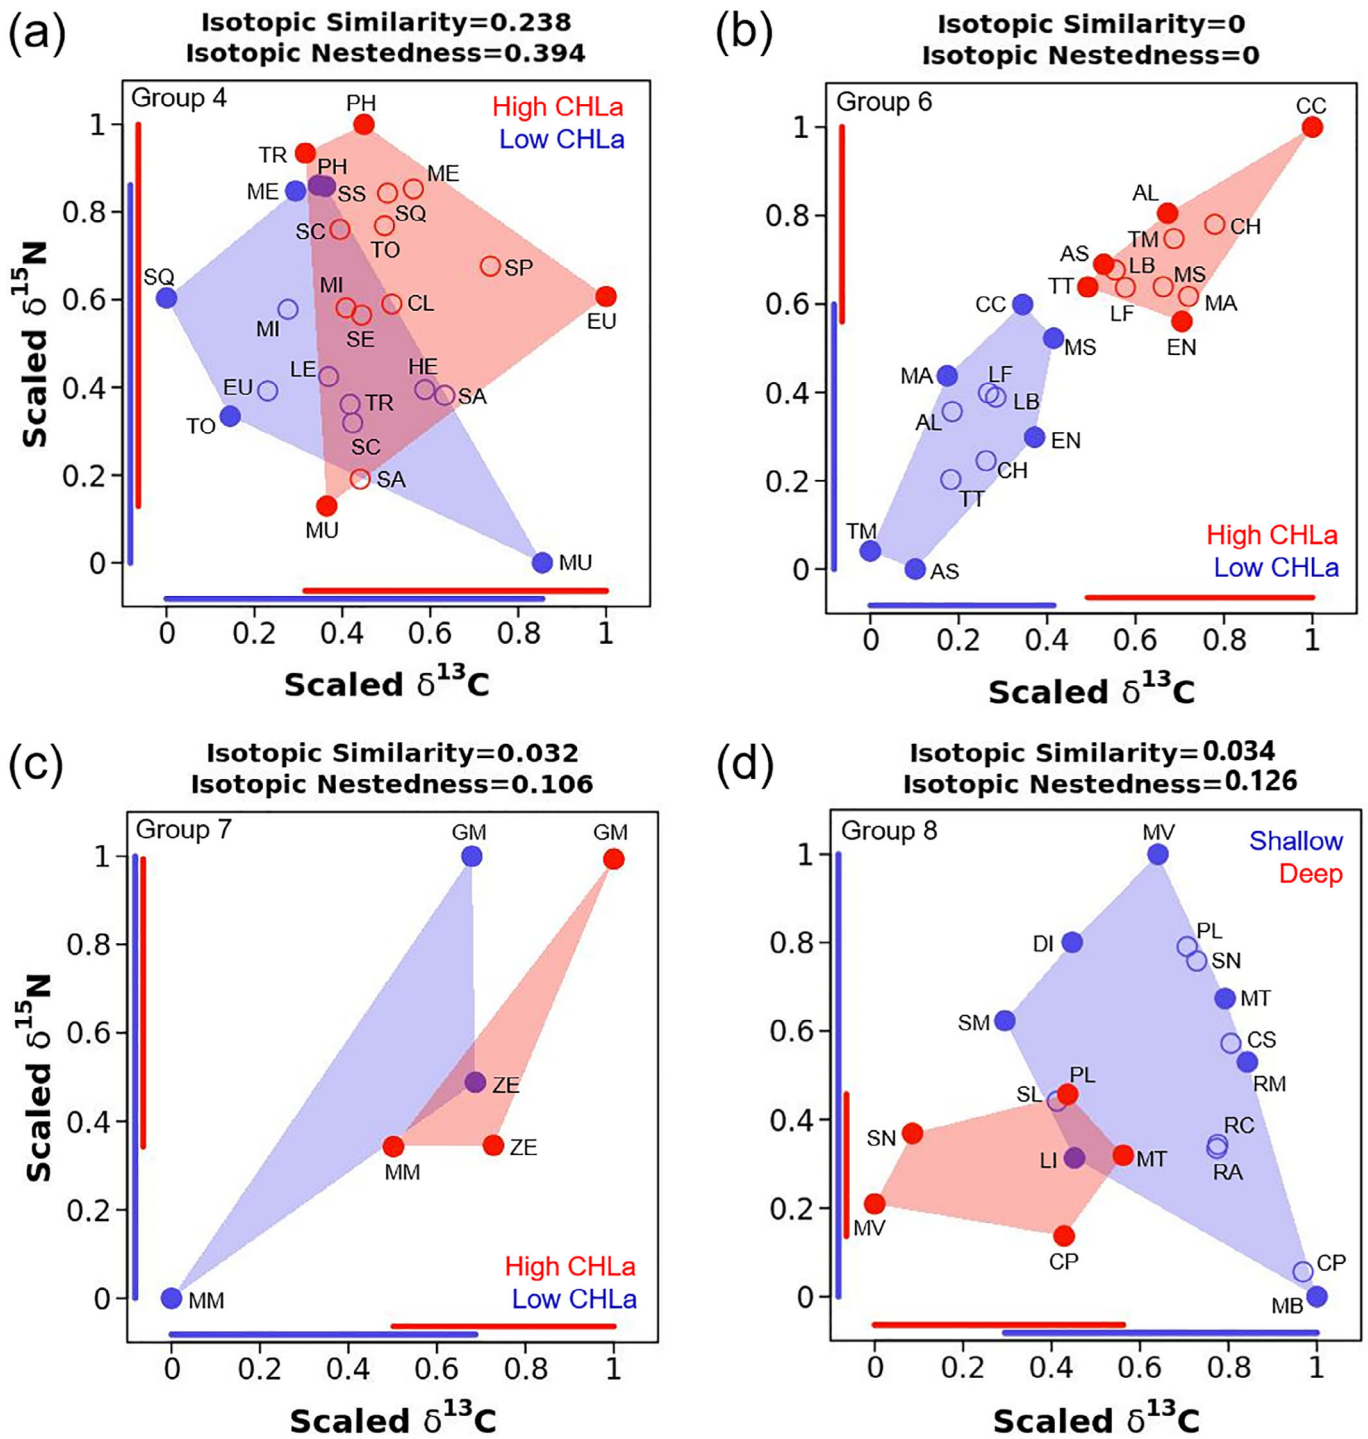 (a)
Isotopic Similarity=0.238
Isotopic Nestedness=0.394
Group 4
High CHLa
Low CHLa
PH
TR
PH
ME
SS
ME
SQ
SC
TO
SQ
SP
MI
CL
MI
SE
EU
LE
HE
EU
TR
SA
TO
SC
SA
MU
MU
1
0.8
0.6
0.4
0.2
0
0
0.2
0.4
0.6
0.8
1
Scaled δ15N
Scaled δ13C
(b)
Isotopic Similarity=0
Isotopic Nestedness=0
Group 6
CC
AL
CH
TM
AS
LB
MS
TT
MA
LF
EN
CC
MS
MA
LF
LB
AL
EN
CH
TT
TM
AS
High CHLa
Low CHLa
1
0.8
0.6
0.4
0.2
0
0
0.2
0.4
0.6
0.8
1
Scaled δ13C
(c)
Isotopic Similarity=0.032
Isotopic Nestedness=0.106
Group 7
GM
GM
ZE
ZE
MM
MM
High CHLa
Low CHLa
1
0.8
0.6
0.4
0.2
0
0
0.2
0.4
0.6
0.8
1
Scaled δ15N
Scaled δ13C
(d)
Isotopic Similarity=0.034
Isotopic Nestedness=0.126
Group 8
Shallow
Deep
MV
DI
PL
SN
MT
SM
CS
RM
PL
SL
RC
SN
LI
MT
RA
MV
CP
CP
MB
1
0.8
0.6
0.4
0.2
0
0
0.2
0.4
0.6
0.8
1
Scaled δ13C